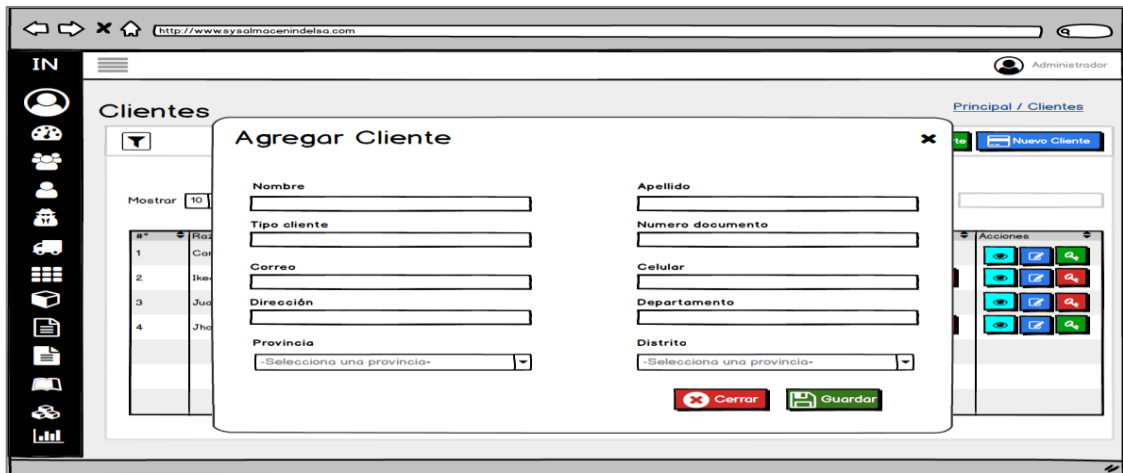 http://www.sysalmacenindelsa.com
IN
Administrador
Clientes
Principal / Clientes
Agregar Cliente
Nuevo Cliente
Nombre
Apellido
Mostrar 10
Tipo cliente
Numero documento
#°
Acciones
1
Correo
Celular
2
Dirección
Departamento
3
4
Provincia
Distrito
-Selecciona una provincia-
-Selecciona una provincia-
Cerrar
Guardar